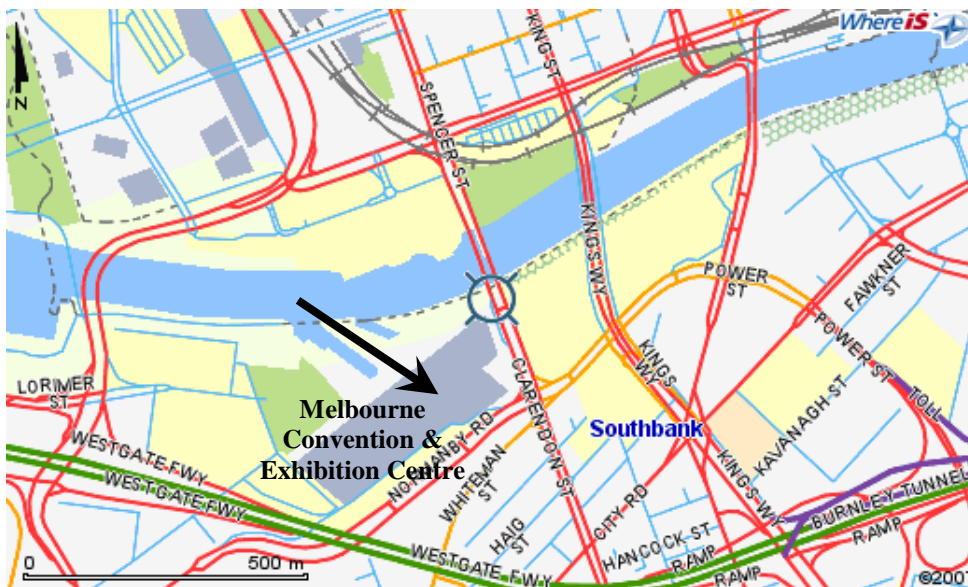 WhereiS
N
KING ST
SPENCER ST
KINGS WY
POWER
ST
FAWKNER
ST
POWER ST
KINGS
WY
TOLL
LORIMER
ST
CLARENDON ST
Melbourne
Convention &
Exhibition Centre
Southbank
KAVANAGH ST
WESTGATE FWY
WESTGATE FWY
NORMANBY RD
WHITEMAN
ST
HAIG
ST
CITY RD
KINGS WY
BURNLEY TUNNEL
HANCOCK ST
RAMP
RAMP
WESTGATE FWY
RAMP
0
500 m
©2007